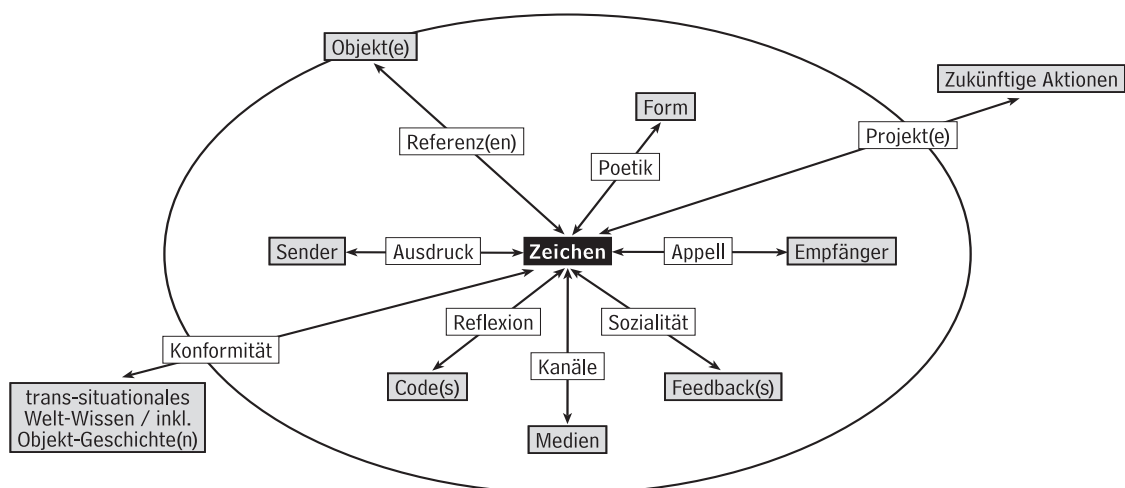 Objekt(e)
Zukünftige Aktionen
Form
Projekt(e)
Referenz(en)
Poetik
Sender
Ausdruck
Zeichen
Appell
Empfänger
Reflexion
Sozialität
Konformität
Kanäle
trans-situationales
Welt-Wissen / inkl.
Objekt-Geschichte(n)
Code(s)
Feedback(s)
Medien